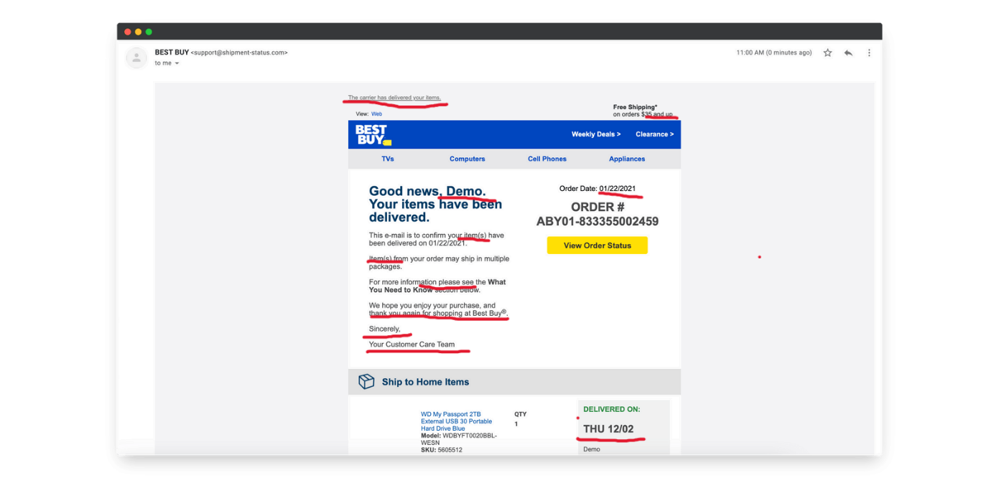 BEST BUY <support@shipment-status.com>
11:00 AM (0 minutes ago)
to me
The carrier has delivered your items.
View: Web
Free Shipping*
on orders $35 and up
BEST
BUY
Weekly Deals >
Clearance >
TVs
Computers
Cell Phones
Appliances
Good news, Demo.
Your items have been
delivered.
This e-mail is to confirm your item(s) have
been delivered on 01/22/2021.
Item(s) from your order may ship in multiple
packages.
For more information please see the What
You Need to Know section below.
We hope you enjoy your purchase, and
thank you again for shopping at Best Buy®.
Sincerely,
Your Customer Care Team
Order Date: 01/22/2021
ORDER #
ABY01-833355002459
View Order Status
Ship to Home Items
WD My Passport 2TB
External USB 30 Portable
Hard Drive Blue
Model: WDBYFT0020BBL-
WESN
SKU: 5605512
QTY
1
DELIVERED ON:
THU 12/02
Demo